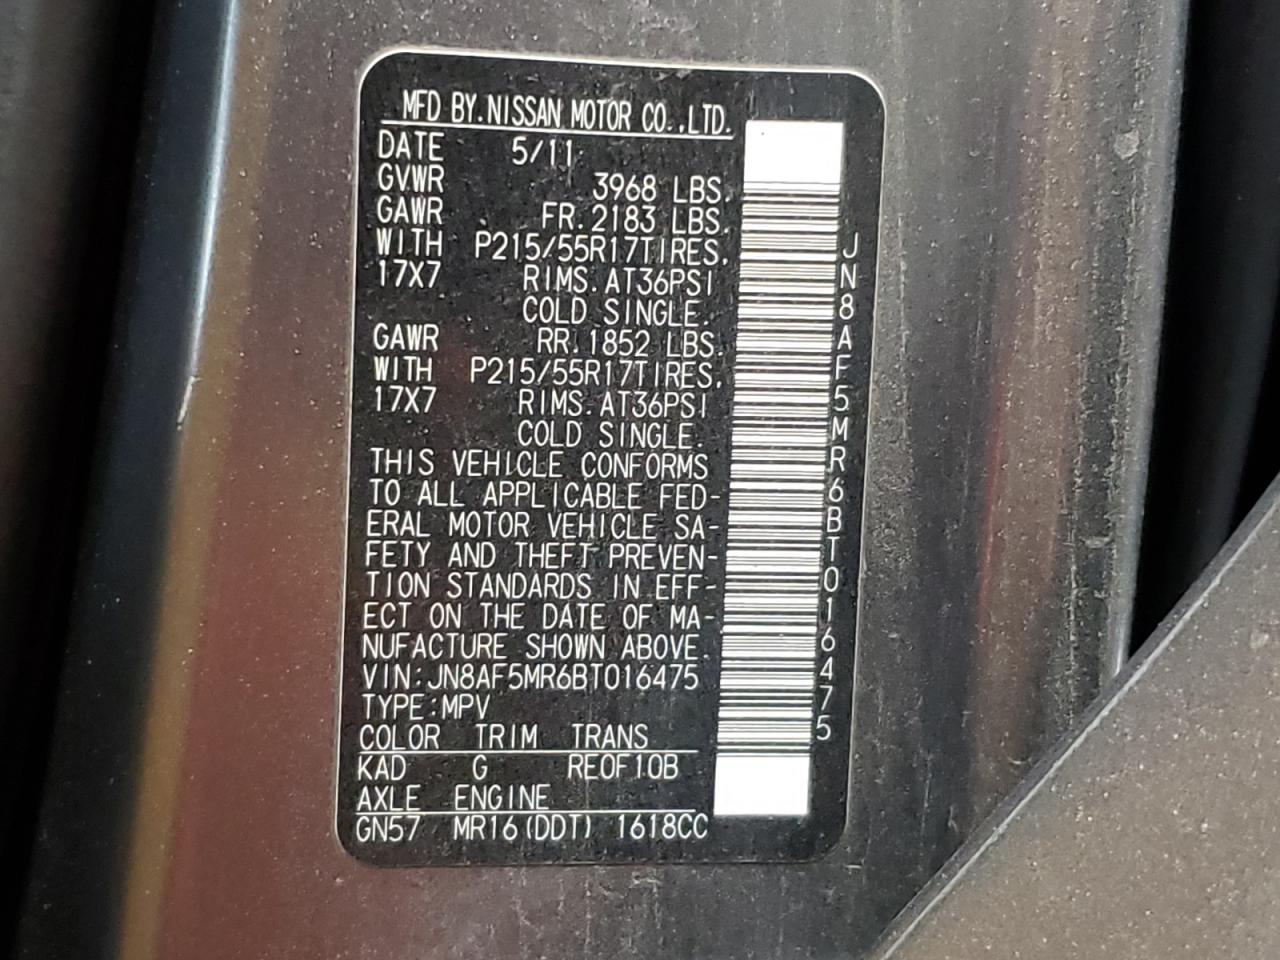 MFD BY.NISSAN MOTOR CO.,LTD.
DATE 5/11
GVWR 3968 LBS.
GAWR FR.2183 LBS.
WITH P215/55R17TIRES,
17X7 RIMS.AT36PSI
COLD SINGLE.
GAWR RR.1852 LBS.
WITH P215/55R17TIRES,
17X7 RIMS.AT36PSI
COLD SINGLE.
THIS VEHICLE CONFORMS
TO ALL APPLICABLE FED-
ERAL MOTOR VEHICLE SA-
FETY AND THEFT PREVEN-
TION STANDARDS IN EFF-
ECT ON THE DATE OF MA-
NUFACTURE SHOWN ABOVE.
VIN:JN8AF5MR6BT016475
TYPE:MPV
COLOR TRIM TRANS
KAD G RE0F10B
AXLE ENGINE
GN57 MR16(DDT) 1618CC
JN8AF5MR6BT016475